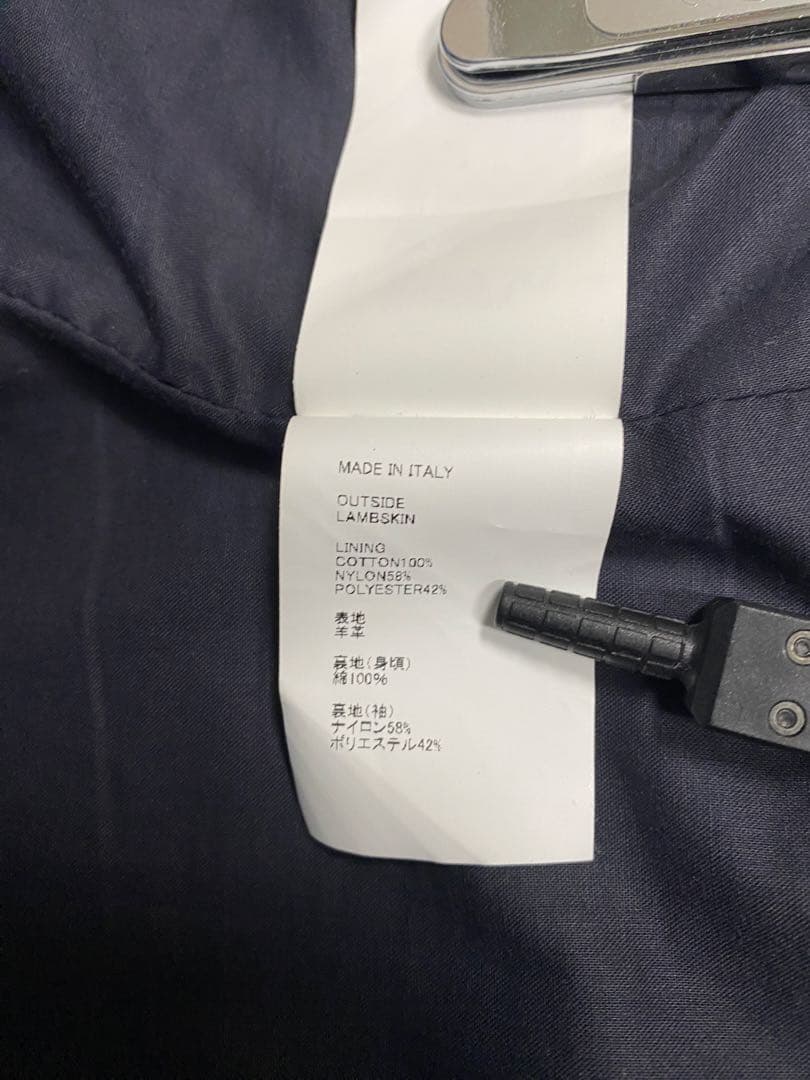 MADE IN ITALY
OUTSIDE
LAMBSKIN
LINING
COTTON100%
NYLON58%
POLYESTER42%
表地
羊革
裏地(身頃)
綿100%
裏地(袖)
ナイロン58%
ポリエステル42%